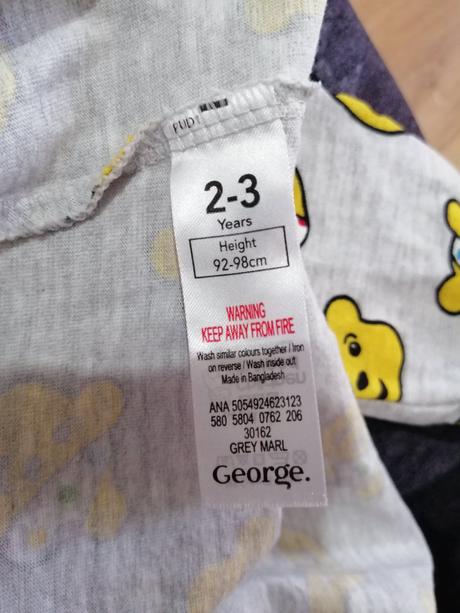 PUD
2-3
Years
Height
92-98cm
WARNING
KEEP AWAY FROM FIRE
Wash similar colours together / Iron
on reverse / Wash inside out
Made in Bangladesh
ANA 5054924623123
580 5804 0762 206
30162
GREY MARL
George.